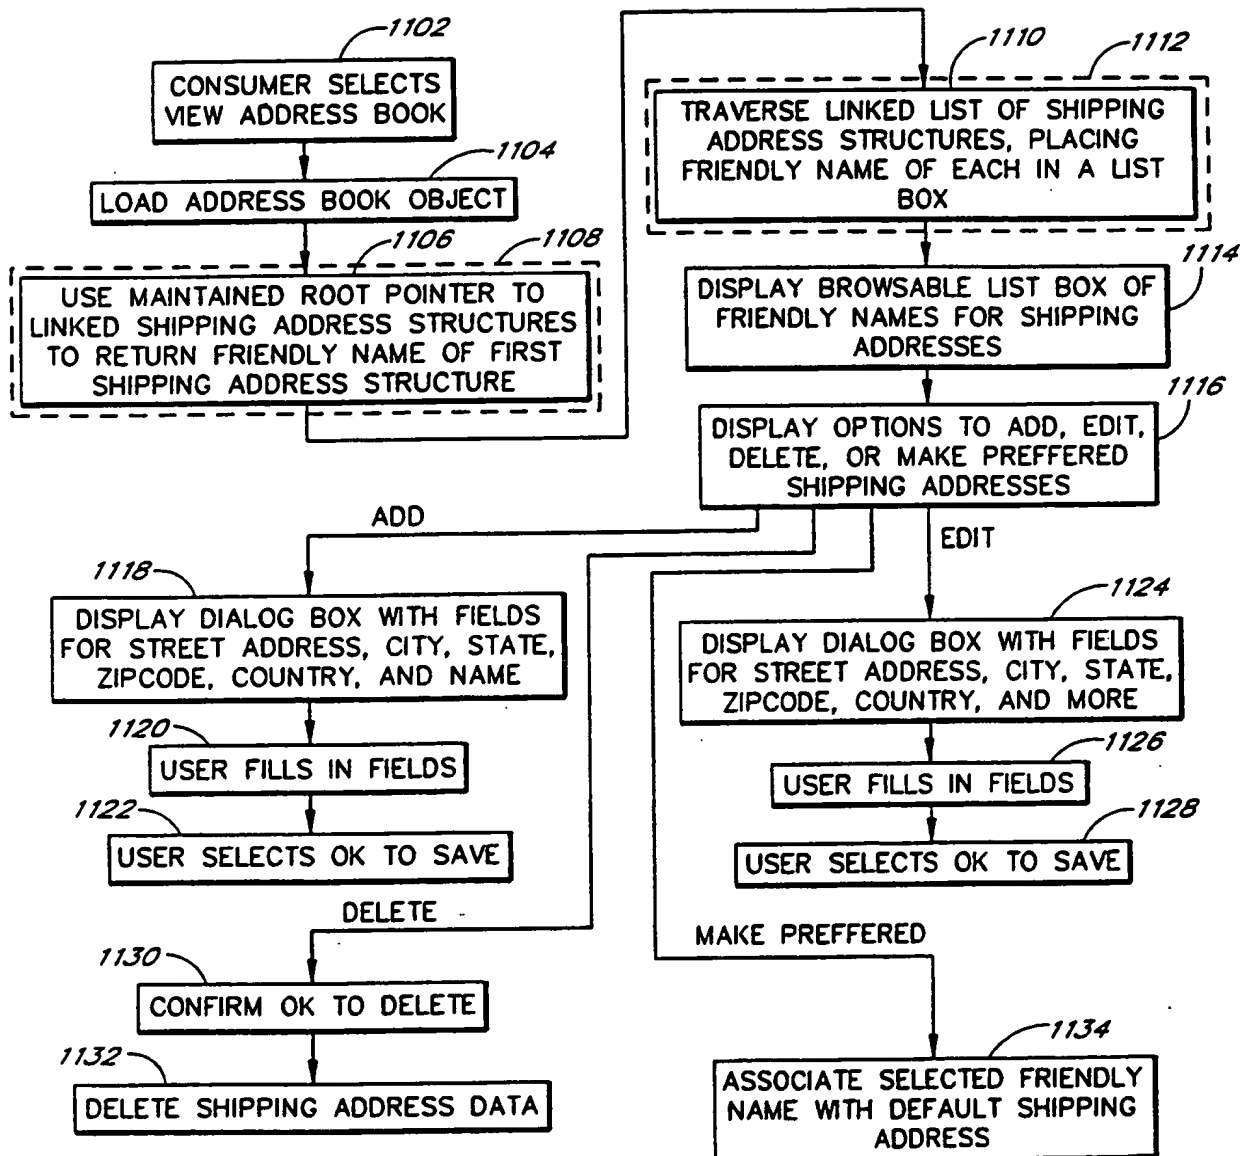 1102
CONSUMER SELECTS
VIEW ADDRESS BOOK
1104
LOAD ADDRESS BOOK OBJECT
1106
1108
USE MAINTAINED ROOT POINTER TO
LINKED SHIPPING ADDRESS STRUCTURES
TO RETURN FRIENDLY NAME OF FIRST
SHIPPING ADDRESS STRUCTURE
1110
1112
TRAVERSE LINKED LIST OF SHIPPING
ADDRESS STRUCTURES, PLACING
FRIENDLY NAME OF EACH IN A LIST
BOX
1114
DISPLAY BROWSABLE LIST BOX OF
FRIENDLY NAMES FOR SHIPPING
ADDRESSES
1116
DISPLAY OPTIONS TO ADD, EDIT,
DELETE, OR MAKE PREFFERED
SHIPPING ADDRESSES
ADD
1118
DISPLAY DIALOG BOX WITH FIELDS
FOR STREET ADDRESS, CITY, STATE,
ZIPCODE, COUNTRY, AND NAME
1120
USER FILLS IN FIELDS
1122
USER SELECTS OK TO SAVE
EDIT
1124
DISPLAY DIALOG BOX WITH FIELDS
FOR STREET ADDRESS, CITY, STATE,
ZIPCODE, COUNTRY, AND MORE
1126
USER FILLS IN FIELDS
1128
USER SELECTS OK TO SAVE
DELETE
1130
CONFIRM OK TO DELETE
1132
DELETE SHIPPING ADDRESS DATA
MAKE PREFFERED
1134
ASSOCIATE SELECTED FRIENDLY
NAME WITH DEFAULT SHIPPING
ADDRESS